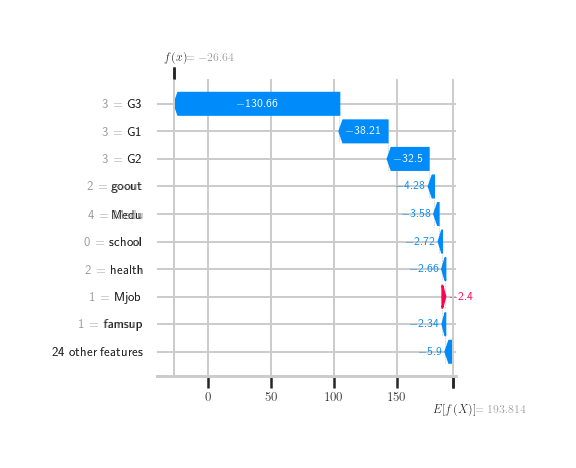 f(x) = −26.64
3 = G3
−130.66
3 = G1
−38.21
3 = G2
−32.5
2 = goout
−4.28
4 = Medu
−3.58
0 = school
−2.72
2 = health
−2.66
1 = Mjob
2.4
1 = famsup
−2.34
24 other features
−5.9
0 50 100 150
E[f(X)] = 193.814